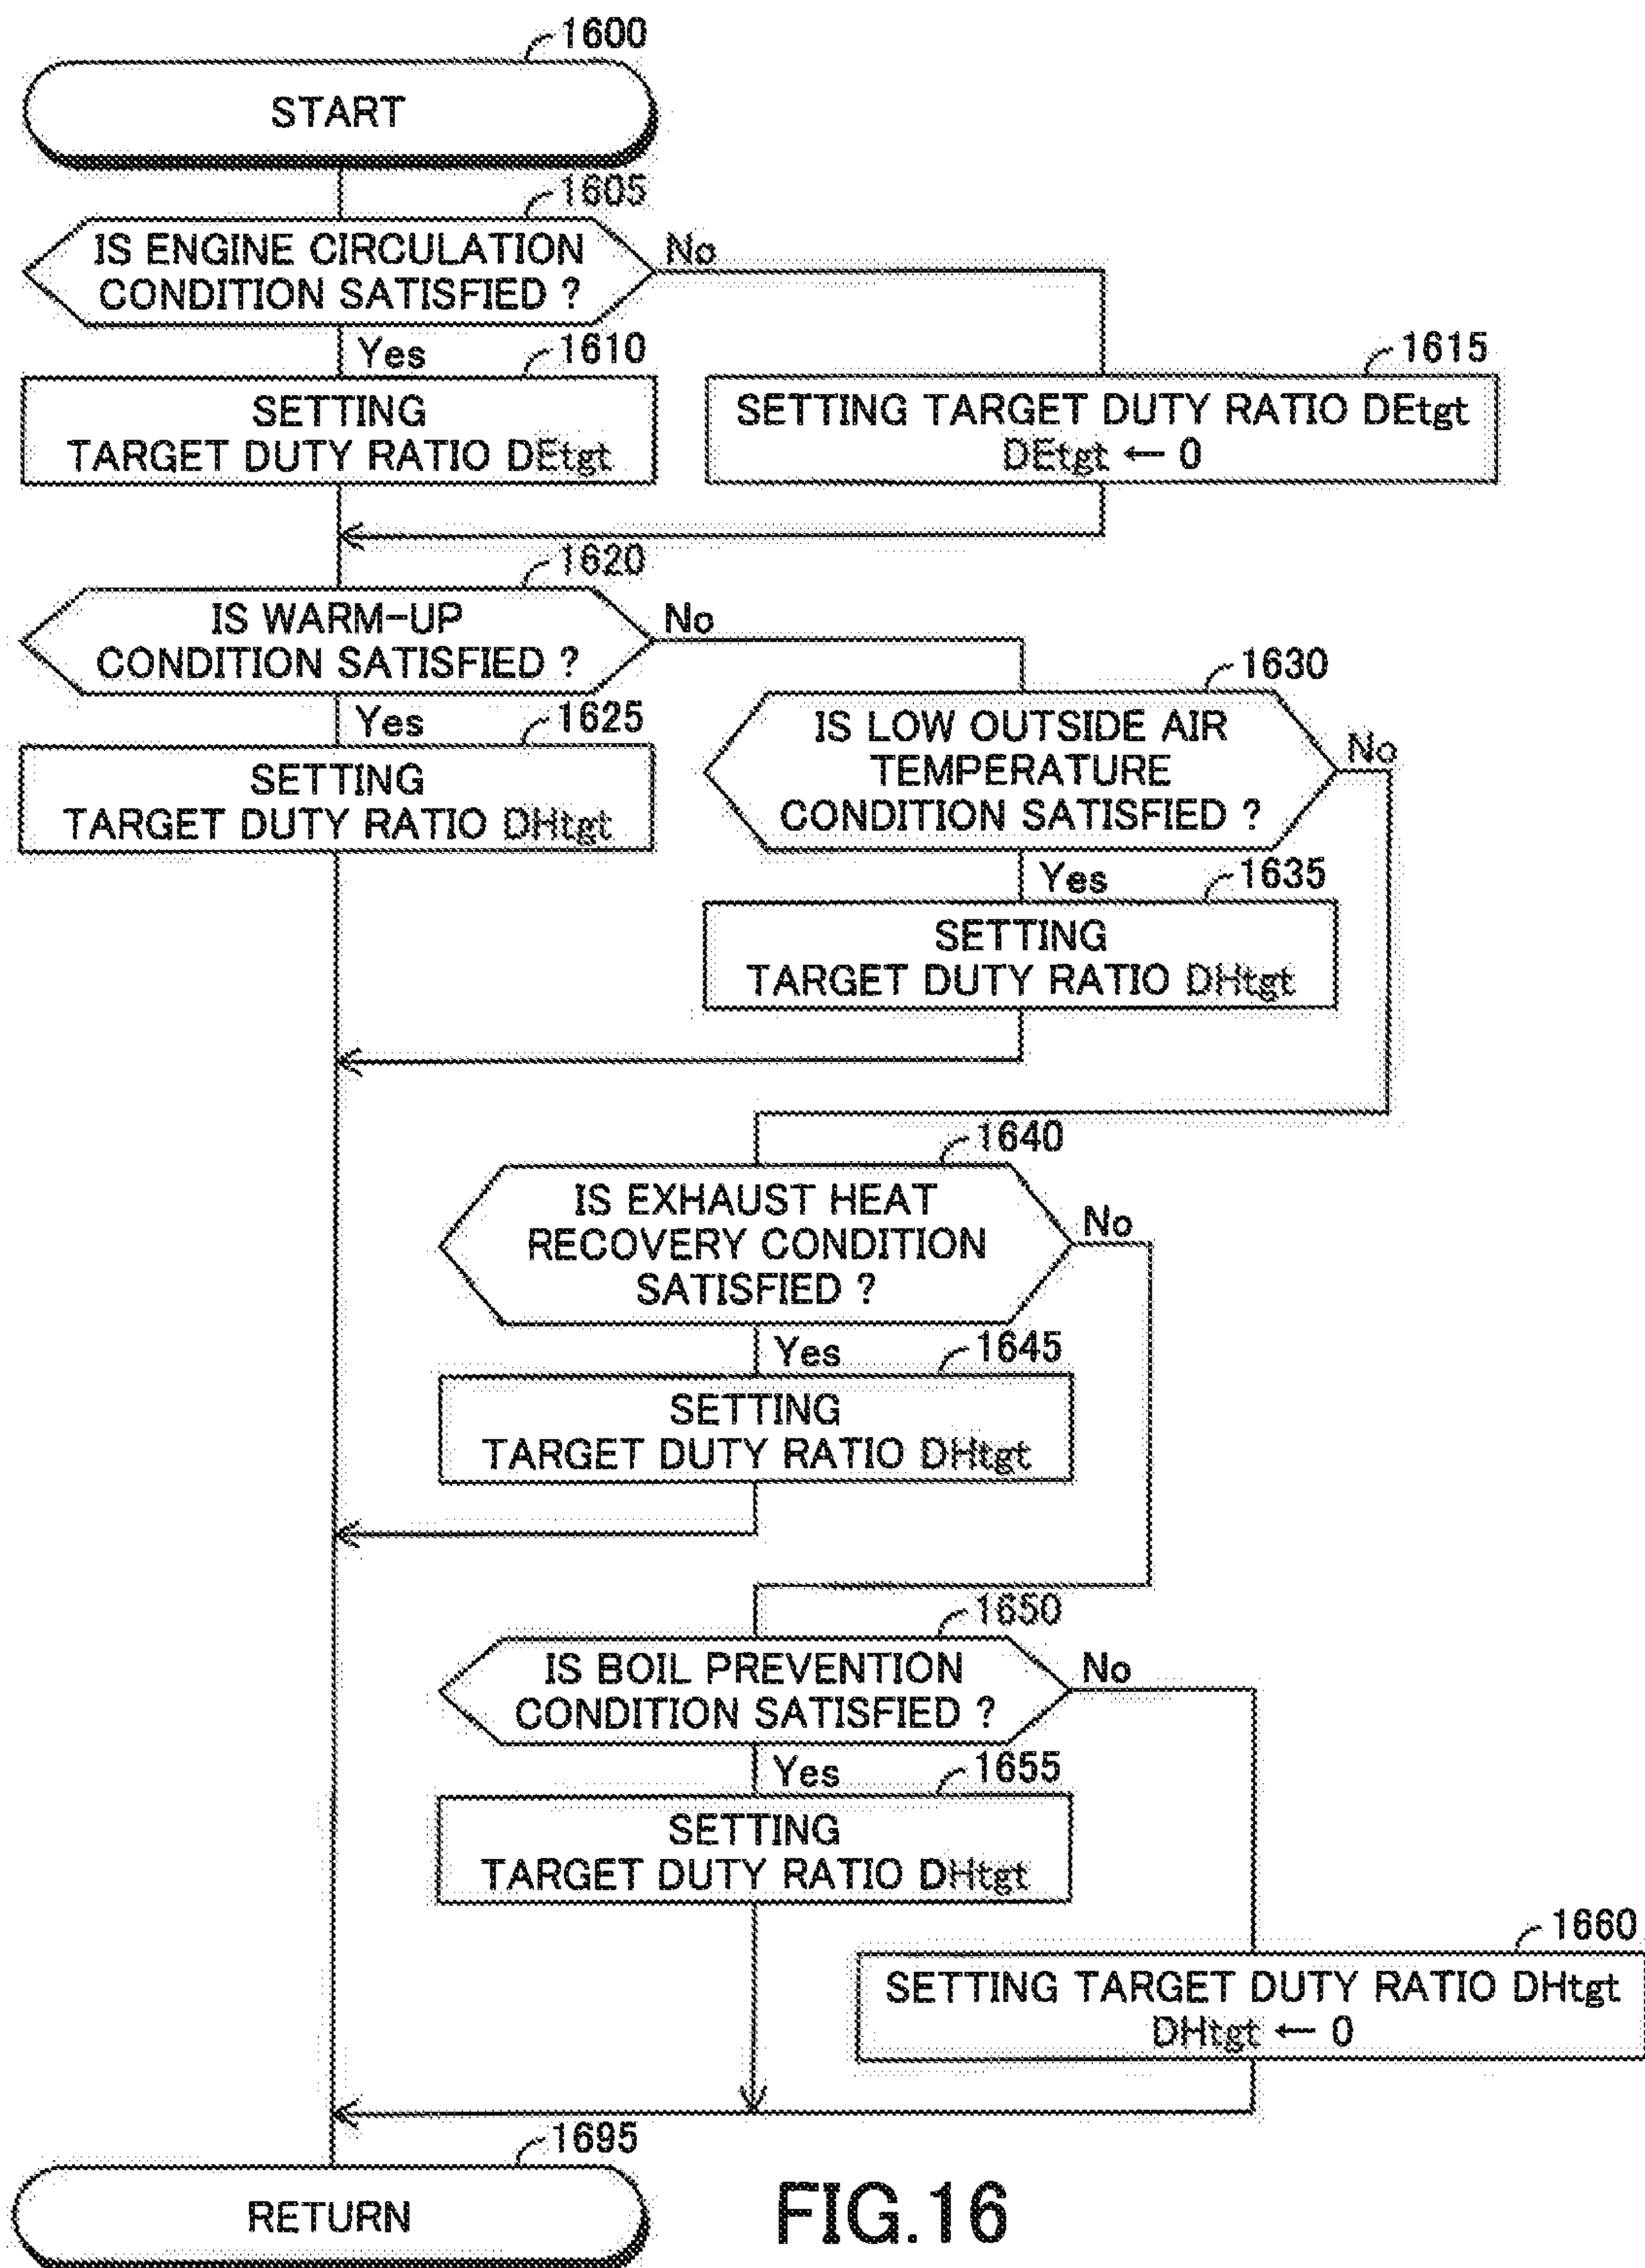 1600
START
1605
IS ENGINE CIRCULATION
CONDITION SATISFIED ?
No
Yes
1610
SETTING
TARGET DUTY RATIO DEtgt
1615
SETTING TARGET DUTY RATIO DEtgt
DEtgt ← 0
1620
IS WARM-UP
CONDITION SATISFIED ?
No
Yes
1625
SETTING
TARGET DUTY RATIO DHtgt
1630
IS LOW OUTSIDE AIR
TEMPERATURE
CONDITION SATISFIED ?
No
Yes
1635
SETTING
TARGET DUTY RATIO DHtgt
1640
IS EXHAUST HEAT
RECOVERY CONDITION
SATISFIED ?
No
Yes
1645
SETTING
TARGET DUTY RATIO DHtgt
1650
IS BOIL PREVENTION
CONDITION SATISFIED ?
No
Yes
1655
SETTING
TARGET DUTY RATIO DHtgt
1660
SETTING TARGET DUTY RATIO DHtgt
DHtgt ← 0
1695
RETURN
FIG.16